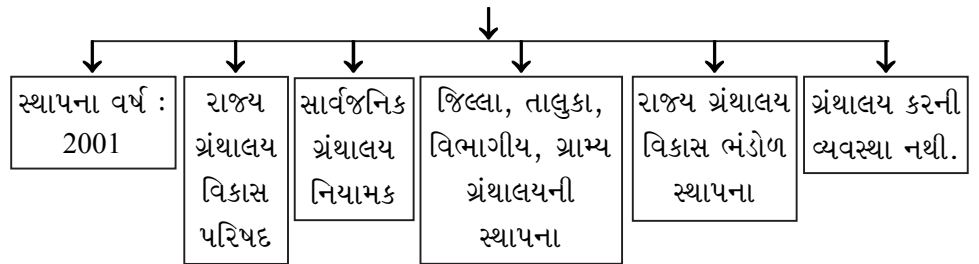 સ્થાપના વર્ષ :
2001
રાજ્ય
ગ્રંથાલય
વિકાસ
પરિષદ
સાર્વજનિક
ગ્રંથાલય
નિયામક
જિલ્લા, તાલુકા,
વિભાગીય, ગ્રામ્ય
ગ્રંથાલયની
સ્થાપના
રાજ્ય ગ્રંથાલય
વિકાસ ભંડોળ
સ્થાપના
ગ્રંથાલય કરની
વ્યવસ્થા નથી.